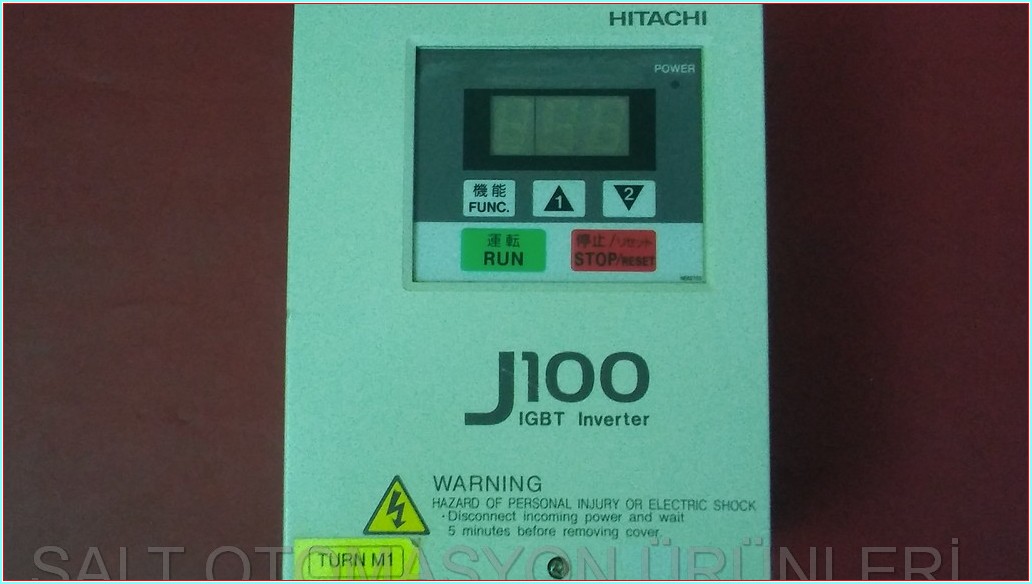 HITACHI
POWER
機能
FUNC.
1
2
運転
RUN
停止/リセット
STOP/RESET
J100
IGBT Inverter
WARNING
HAZARD OF PERSONAL INJURY OR ELECTRIC SHOCK
·Disconnect incoming power and wait
5 minutes before removing cover.
TURN M1
SALT OTOMASYON ÜRÜNLERİ